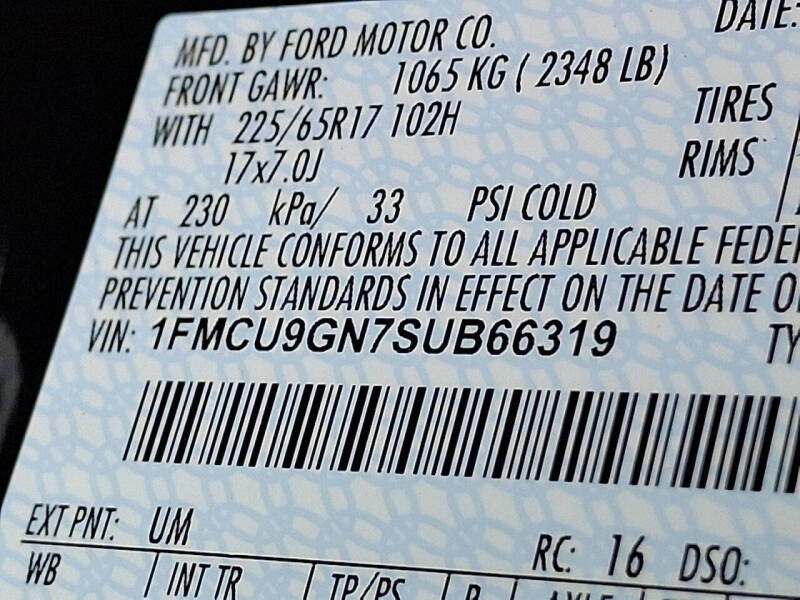 DATE:
MFD. BY FORD MOTOR CO.
FRONT GAWR: 1065 KG ( 2348 LB)
WITH 225/65R17 102H TIRES
17x7.0J RIMS
AT 230 kPa/ 33 PSI COLD
THIS VEHICLE CONFORMS TO ALL APPLICABLE FEDE
PREVENTION STANDARDS IN EFFECT ON THE DATE O
VIN: 1FMCU9GN7SUB66319 TY
EXT PNT: UM RC: 16 DSO:
WB INT TR TP/PS R AXLE